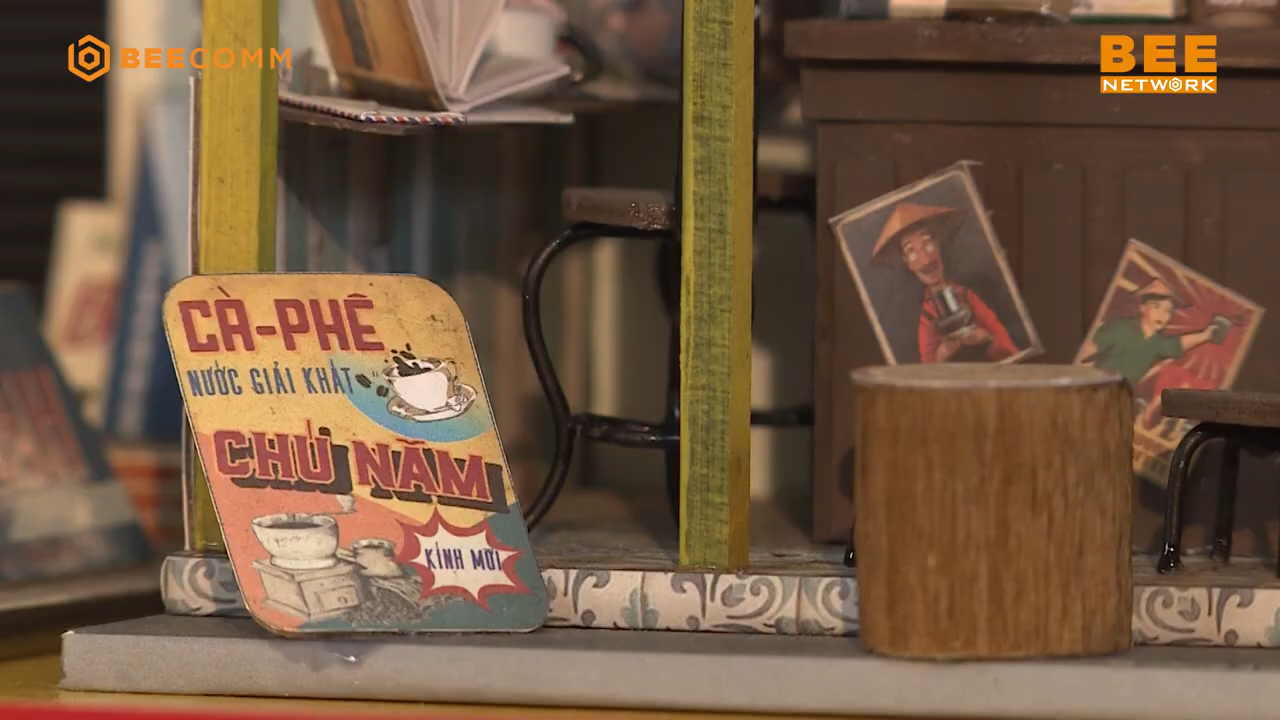 BEECOMM
BEE
NETWORK
CÀ-PHÊ
NƯỚC GIẢI KHÁT
CHÚ NĂM
KÍNH MỜI